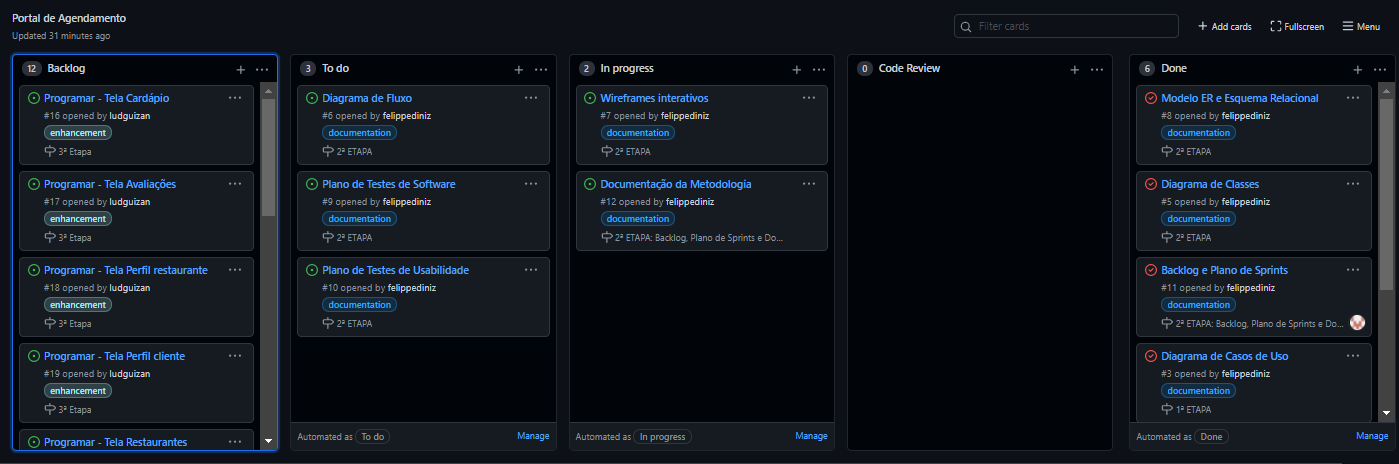 Portal de Agendamento
Updated 31 minutes ago
Filter cards
Add cards
Fullscreen
Menu
12 Backlog
Programar - Tela Cardápio
#16 opened by ludguizan
enhancement
3ª Etapa
Programar - Tela Avaliações
#17 opened by ludguizan
enhancement
3ª Etapa
Programar - Tela Perfil restaurante
#18 opened by ludguizan
enhancement
3ª Etapa
Programar - Tela Perfil cliente
#19 opened by ludguizan
enhancement
3ª Etapa
Programar - Tela Restaurantes
3 To do
Diagrama de Fluxo
#6 opened by felippediniz
documentation
2ª ETAPA
Plano de Testes de Software
#9 opened by felippediniz
documentation
2ª ETAPA
Plano de Testes de Usabilidade
#10 opened by felippediniz
documentation
2ª ETAPA
Automated as To do
Manage
2 In progress
Wireframes interativos
#7 opened by felippediniz
documentation
2ª ETAPA
Documentação da Metodologia
#12 opened by felippediniz
documentation
2ª ETAPA: Backlog, Plano de Sprints e Do...
Automated as In progress
Manage
0 Code Review
6 Done
Modelo ER e Esquema Relacional
#8 opened by felippediniz
documentation
2ª ETAPA
Diagrama de Classes
#5 opened by felippediniz
documentation
2ª ETAPA
Backlog e Plano de Sprints
#11 opened by felippediniz
documentation
2ª ETAPA: Backlog, Plano de Sprints e Do...
Diagrama de Casos de Uso
#3 opened by felippediniz
documentation
1ª ETAPA
Automated as Done
Manage